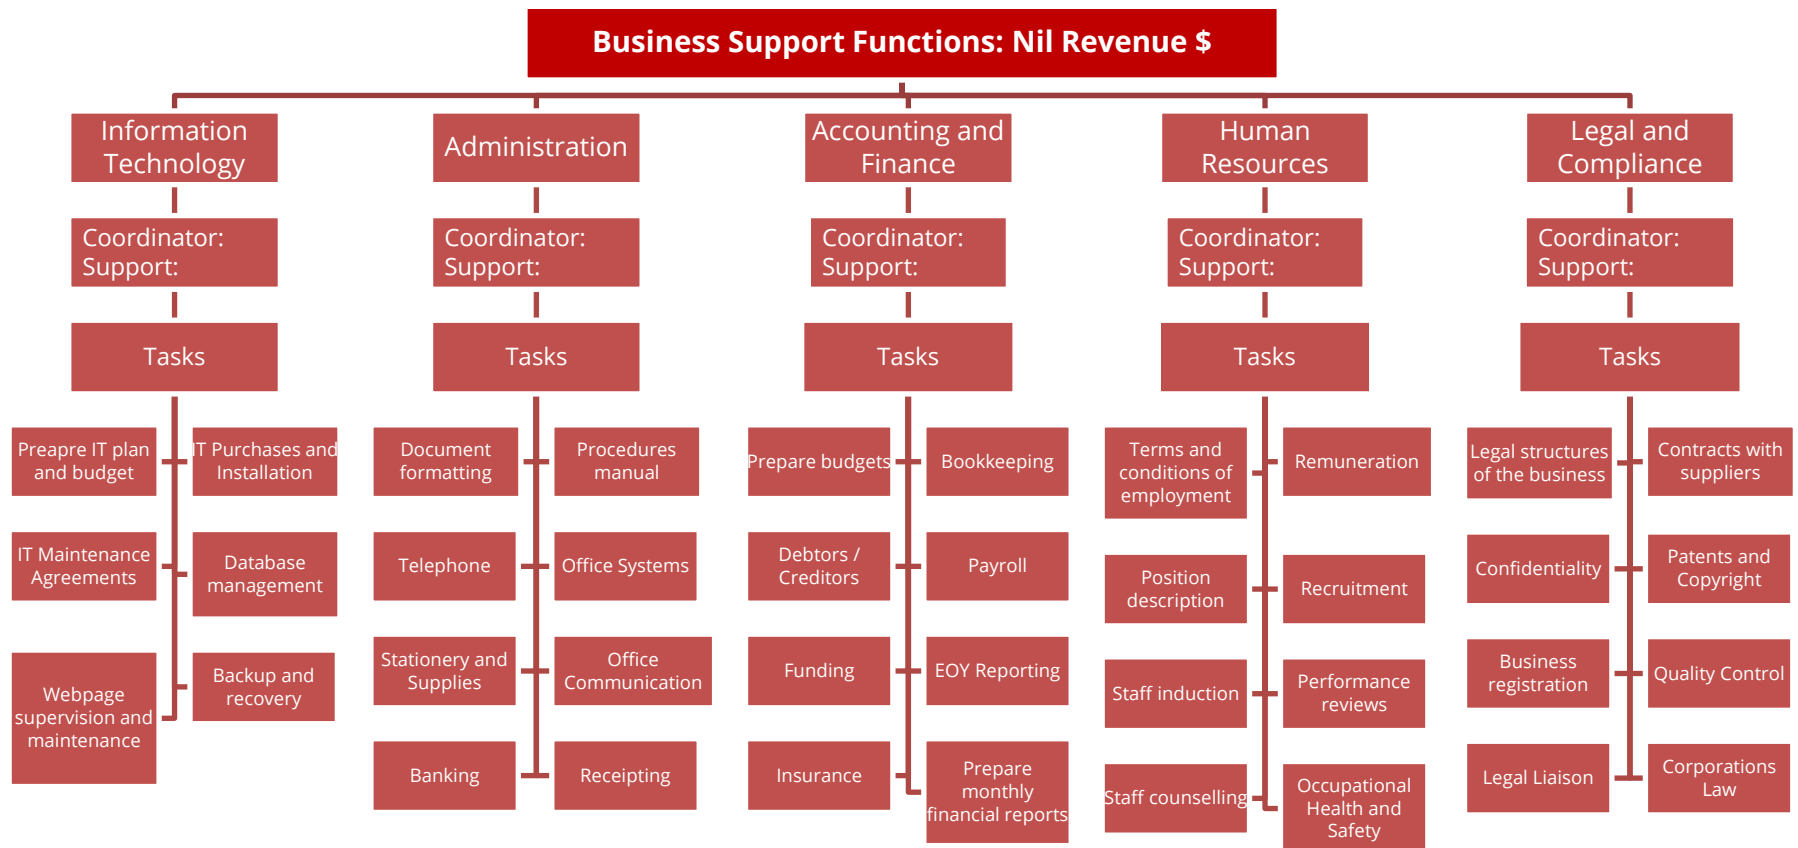 Business Support Functions: Nil Revenue $
Information
Technology
Administration
Accounting and
Finance
Human
Resources
Legal and
Compliance
Coordinator:
Support:
Coordinator:
Support:
Coordinator:
Support:
Coordinator:
Support:
Coordinator:
Support:
Tasks
Tasks
Tasks
Tasks
Tasks
Preapre IT plan
and budget
IT Purchases and
Installation
IT Maintenance
Agreements
Database
management
Webpage
supervision and
maintenance
Backup and
recovery
Document
formatting
Procedures
manual
Telephone
Office Systems
Stationery and
Supplies
Office
Communication
Banking
Receipting
Prepare budgets
Bookkeeping
Debtors /
Creditors
Payroll
Funding
EOY Reporting
Insurance
Prepare
monthly
financial reports
Terms and
conditions of
employment
Remuneration
Position
description
Recruitment
Staff induction
Performance
reviews
Staff counselling
Occupational
Health and
Safety
Legal structures
of the business
Contracts with
suppliers
Confidentiality
Patents and
Copyright
Business
registration
Quality Control
Legal Liaison
Corporations
Law